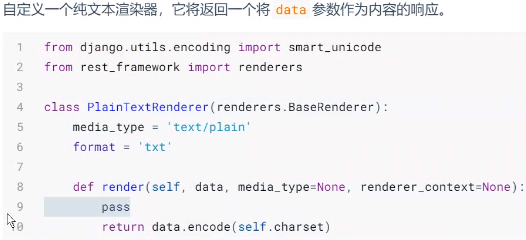 自定义一个纯文本渲染器，它将返回一个将 data 参数作为内容的响应。
1 from django.utils.encoding import smart_unicode
2 from rest_framework import renderers
3
4 class PlainTextRenderer(renderers.BaseRenderer):
5     media_type = 'text/plain'
6     format = 'txt'
7
8     def render(self, data, media_type=None, renderer_context=None):
9         pass
0         return data.encode(self.charset)